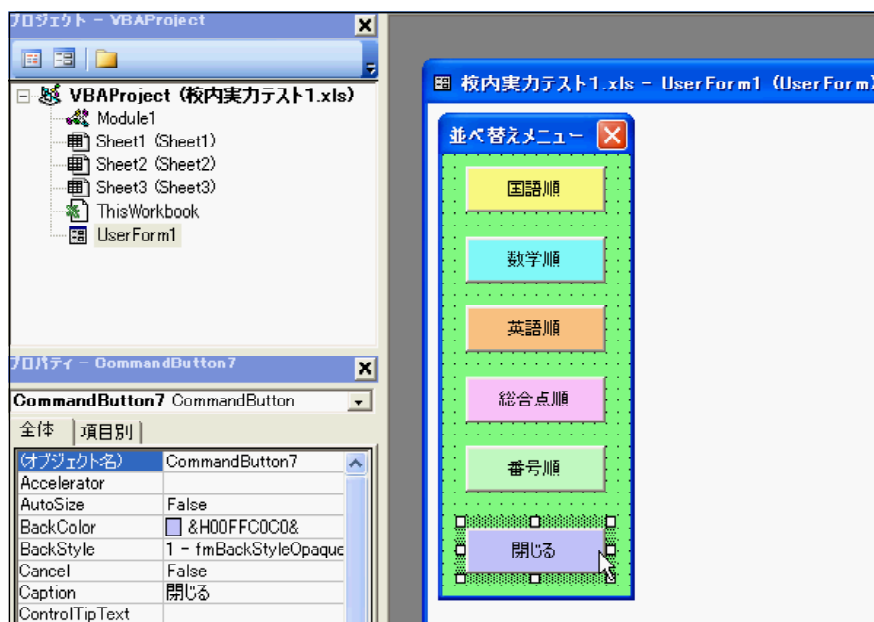 プロジェクト - VBAProject
VBAProject (校内実力テスト1.xls)
Module1
Sheet1 (Sheet1)
Sheet2 (Sheet2)
Sheet3 (Sheet3)
ThisWorkbook
UserForm1
プロパティ - CommandButton7
CommandButton7 CommandButton
全体 項目別
(オブジェクト名) CommandButton7
Accelerator
AutoSize False
BackColor &H00FFC0C0&
BackStyle 1 - fmBackStyleOpaque
Cancel False
Caption 閉じる
ControlTipText
校内実力テスト1.xls - UserForm1 (UserForm)
並べ替えメニュー
国語順
数学順
英語順
総合点順
番号順
閉じる